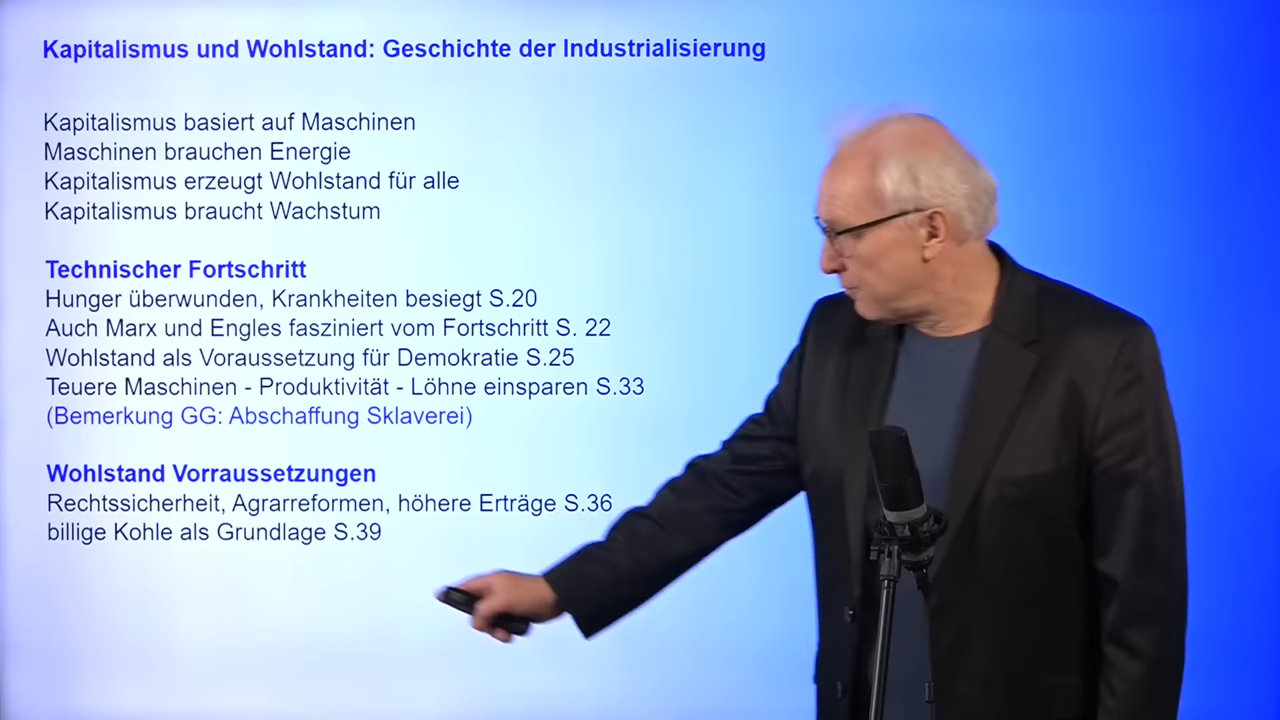 Kapitalismus und Wohlstand: Geschichte der Industrialisierung
Kapitalismus basiert auf Maschinen
Maschinen brauchen Energie
Kapitalismus erzeugt Wohlstand für alle
Kapitalismus braucht Wachstum
Technischer Fortschritt
Hunger überwunden, Krankheiten besiegt S.20
Auch Marx und Engles fasziniert vom Fortschritt S. 22
Wohlstand als Voraussetzung für Demokratie S.25
Teuere Maschinen - Produktivität - Löhne einsparen S.33
(Bemerkung GG: Abschaffung Sklaverei)
Wohlstand Vorraussetzungen
Rechtssicherheit, Agrarreformen, höhere Erträge S.36
billige Kohle als Grundlage S.39